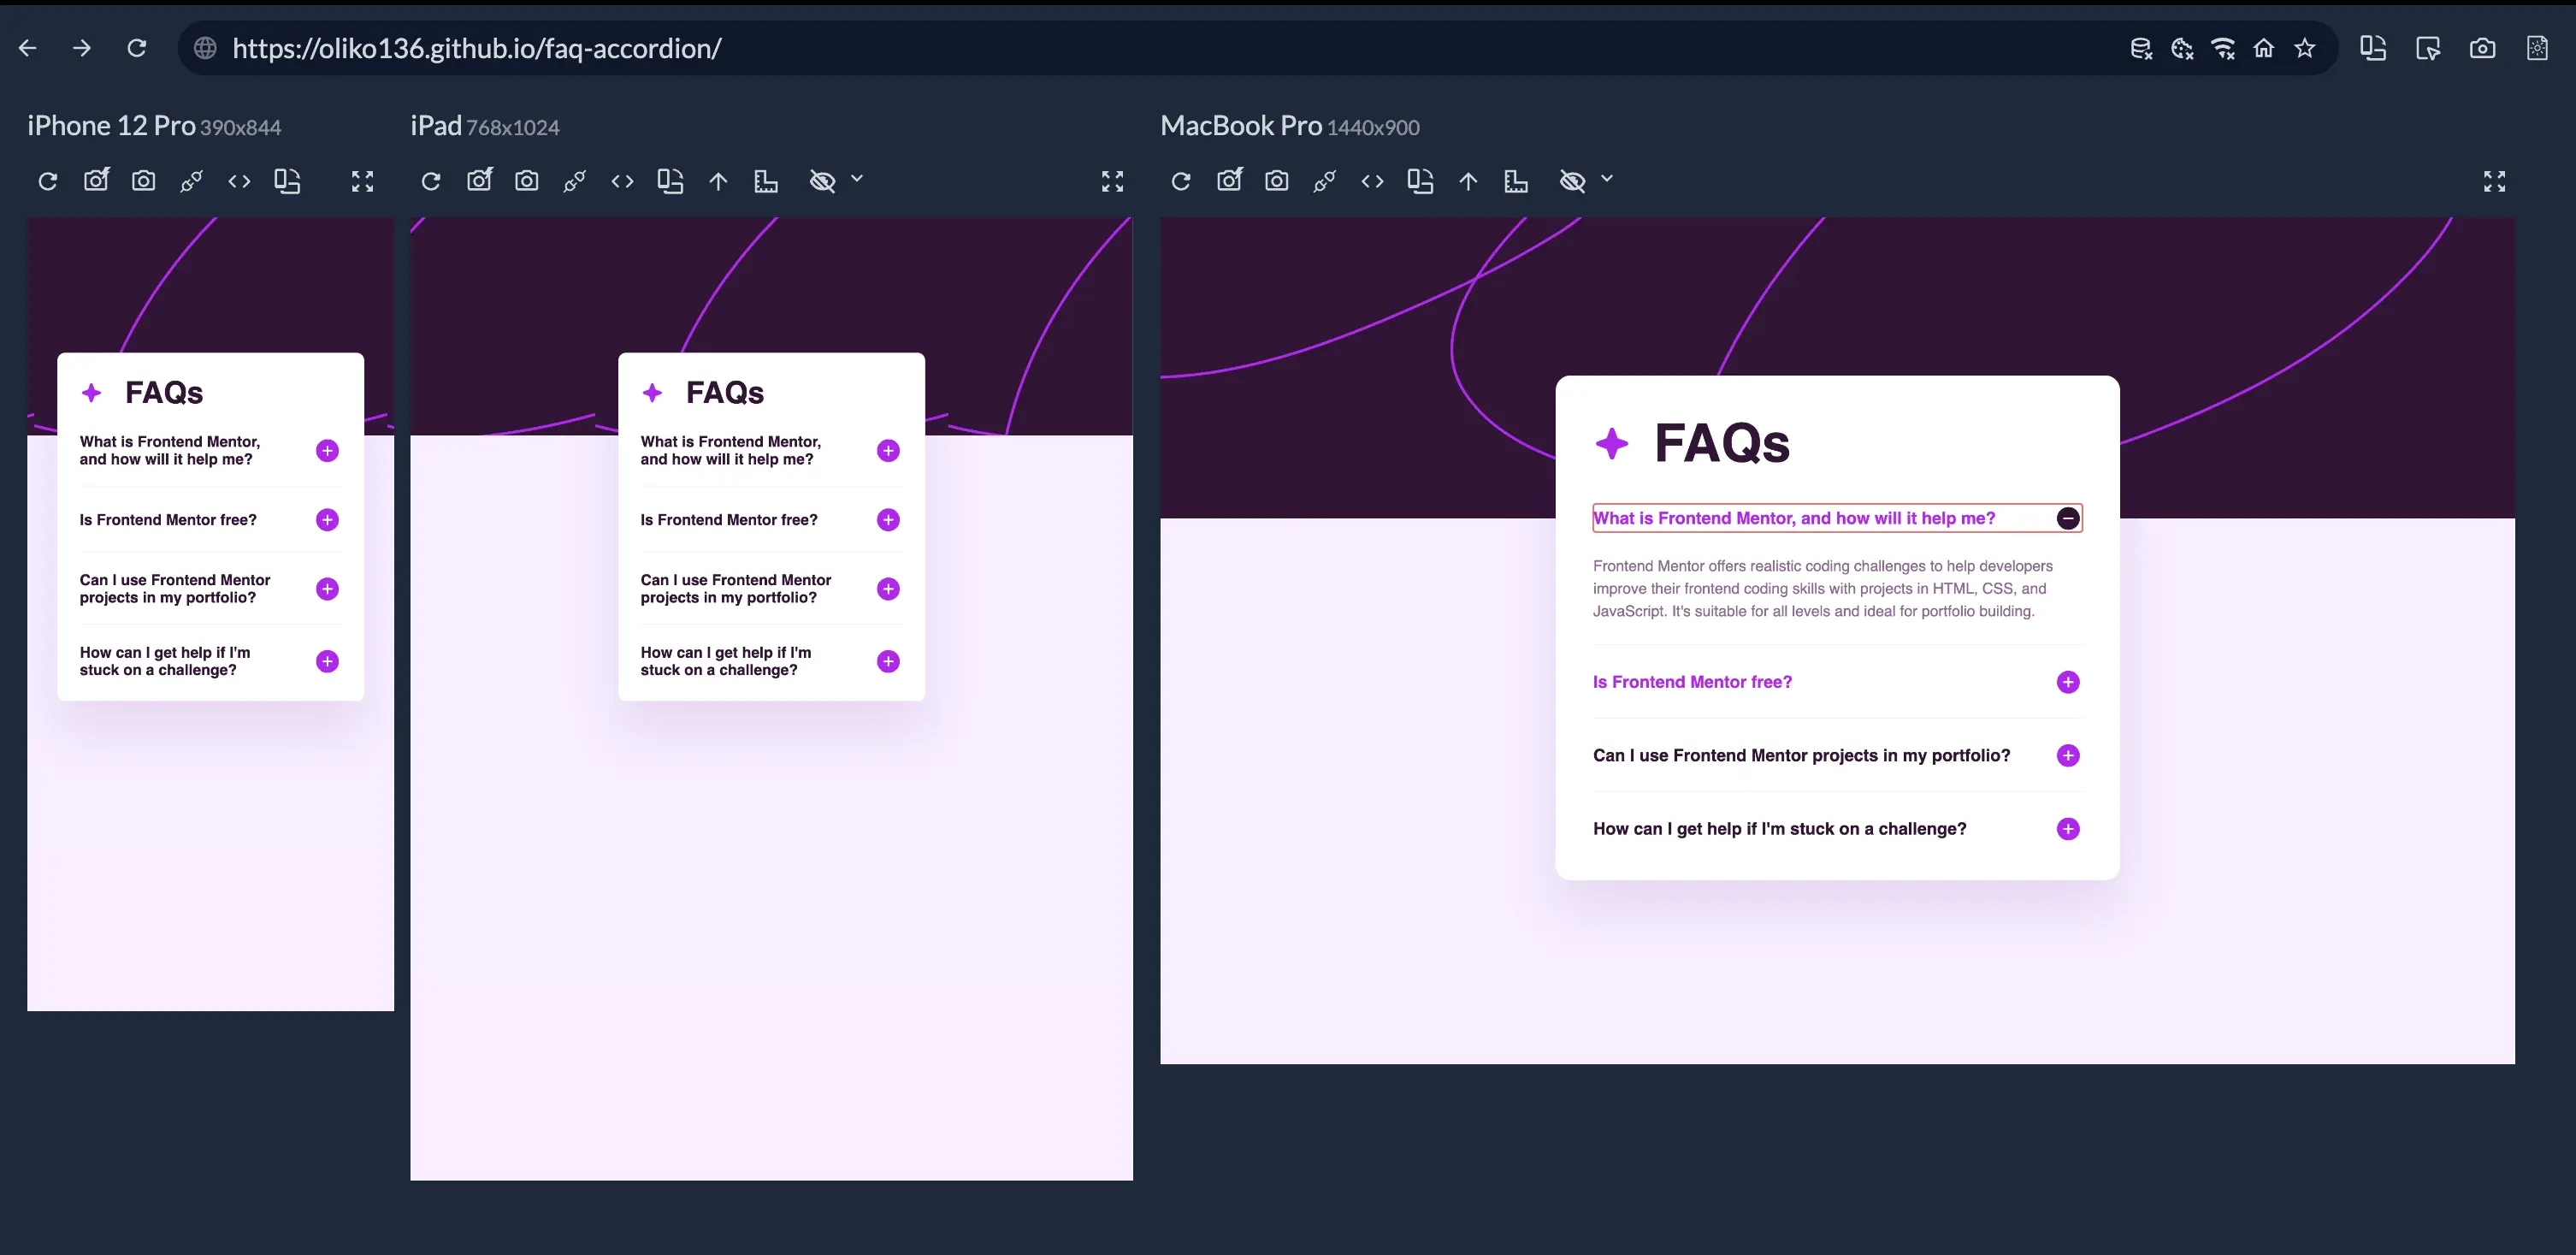 https://oliko136.github.io/faq-accordion/
iPhone 12 Pro 390x844
iPad 768x1024
MacBook Pro 1440x900
FAQs
What is Frontend Mentor,
and how will it help me?
Is Frontend Mentor free?
Can I use Frontend Mentor
projects in my portfolio?
How can I get help if I'm
stuck on a challenge?
FAQs
What is Frontend Mentor,
and how will it help me?
Is Frontend Mentor free?
Can I use Frontend Mentor
projects in my portfolio?
How can I get help if I'm
stuck on a challenge?
FAQs
What is Frontend Mentor, and how will it help me?
Frontend Mentor offers realistic coding challenges to help developers
improve their frontend coding skills with projects in HTML, CSS, and
JavaScript. It's suitable for all levels and ideal for portfolio building.
Is Frontend Mentor free?
Can I use Frontend Mentor projects in my portfolio?
How can I get help if I'm stuck on a challenge?